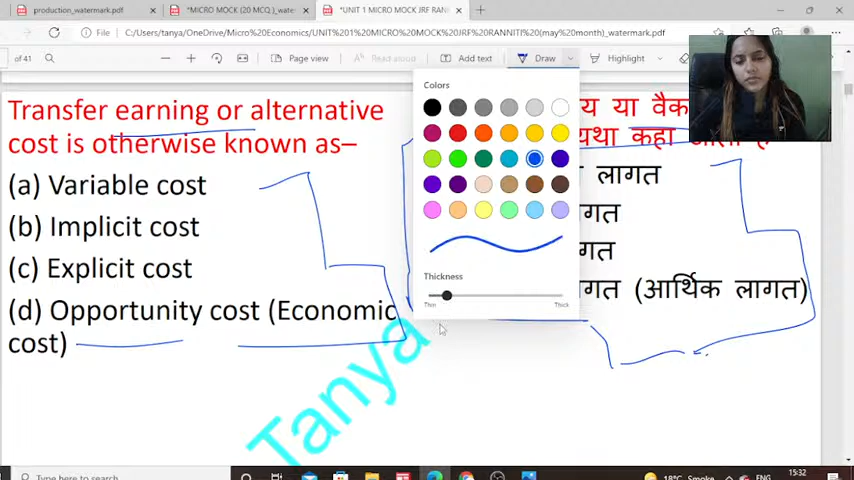 production_watermark.pdf
*MICRO MOCK (20 MCQ.)_waterm
*UNIT 1 MICRO MOCK JRF RANN
File
C:/Users/tanya/OneDrive/Micro%20Economics/UNIT%201%20MICRO%20MOCK%20JRF%20RANNITI%20(may%20month)_watermark.pdf
of 41
Page view
Read aloud
Add text
Draw
Highlight
Colors
Thickness
Thin
Thick
Transfer earning or alternative
cost is otherwise known as–
(a) Variable cost
(b) Implicit cost
(c) Explicit cost
(d) Opportunity cost (Economic
cost)
य या
यथा कहा
लागत
गत
गत
गत (आर्थिक लागत)
Tanya
Type here to search
18°C Smoke
ENG
15:32